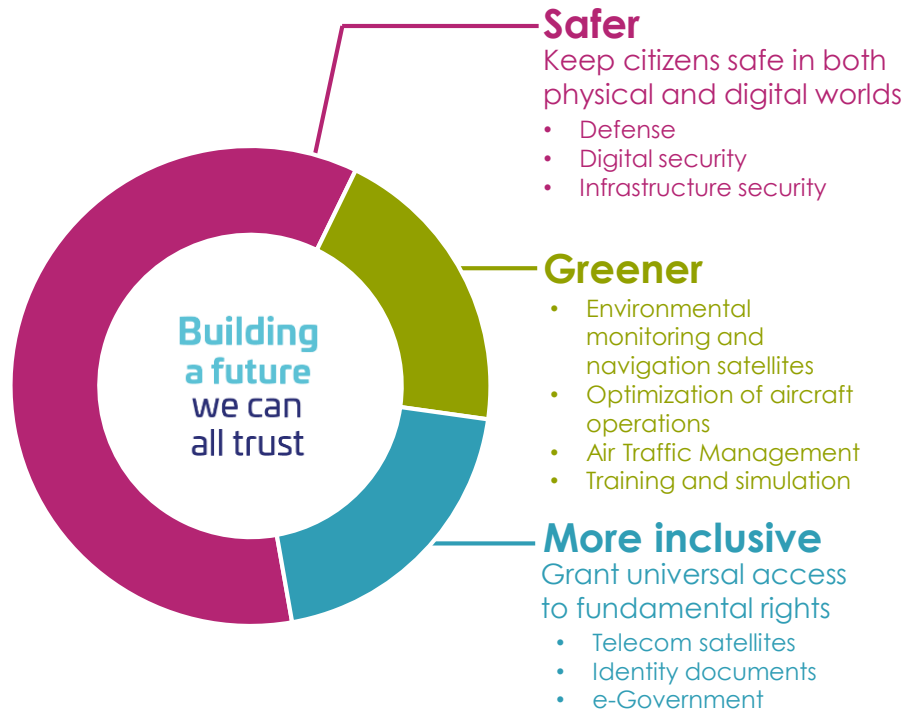 Safer
Keep citizens safe in both
physical and digital worlds
• Defense
• Digital security
• Infrastructure security
Building
a future
we can
all trust
Greener
• Environmental
monitoring and
navigation satellites
• Optimization of aircraft
operations
• Air Traffic Management
• Training and simulation
More inclusive
Grant universal access
to fundamental rights
• Telecom satellites
• Identity documents
• e-Government